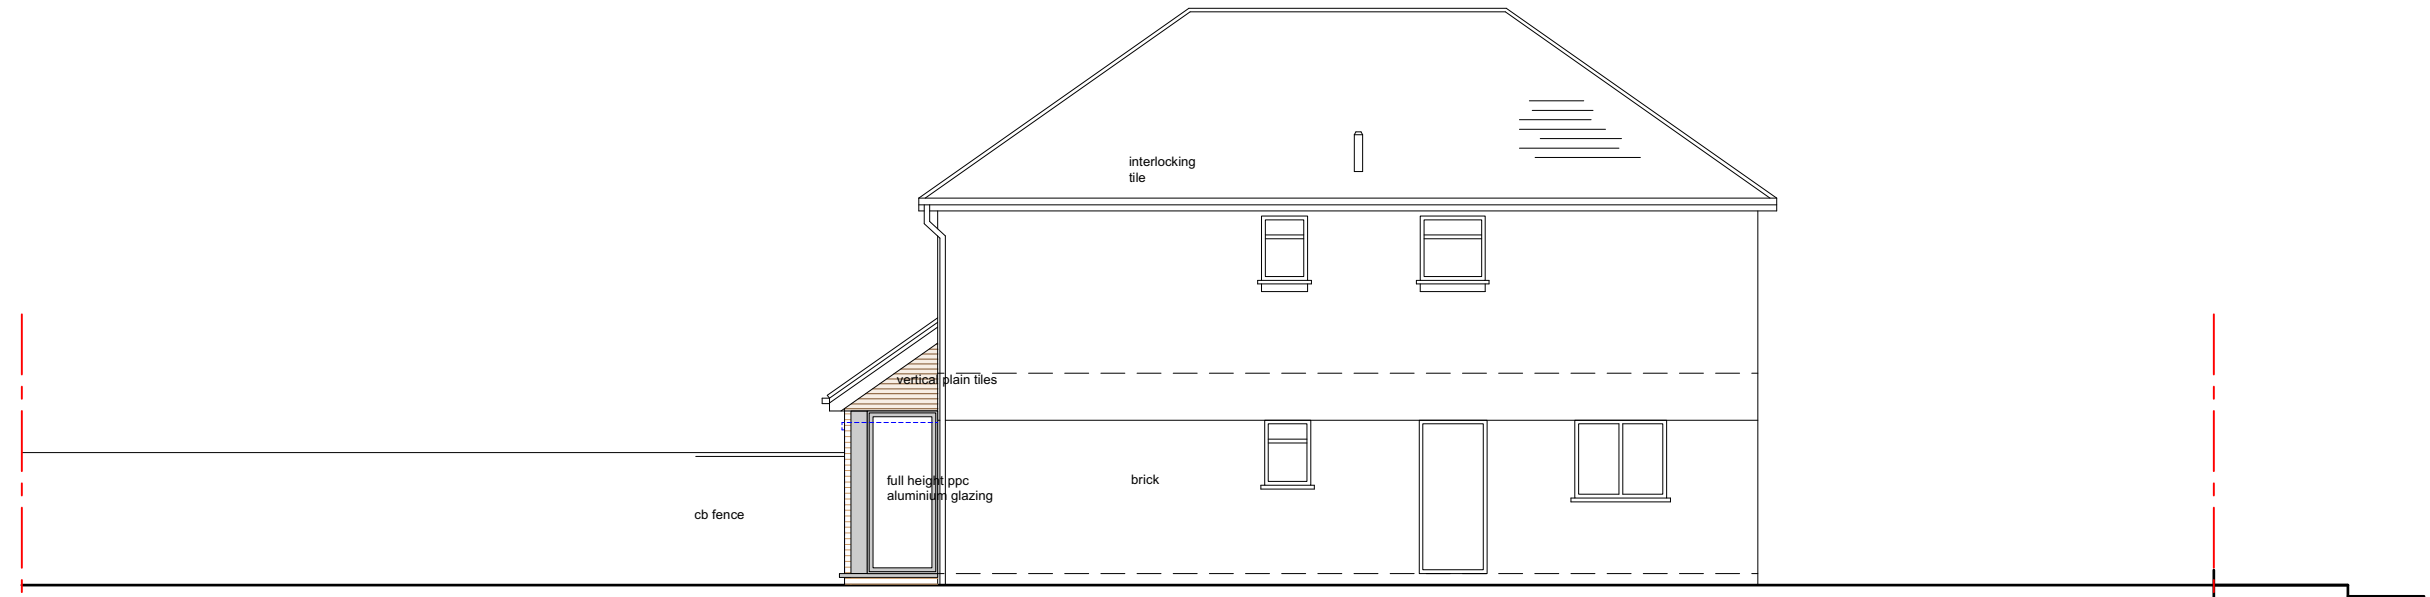 interlocking
tile
vertical plain tiles
full height ppc
aluminium glazing
brick
cb fence